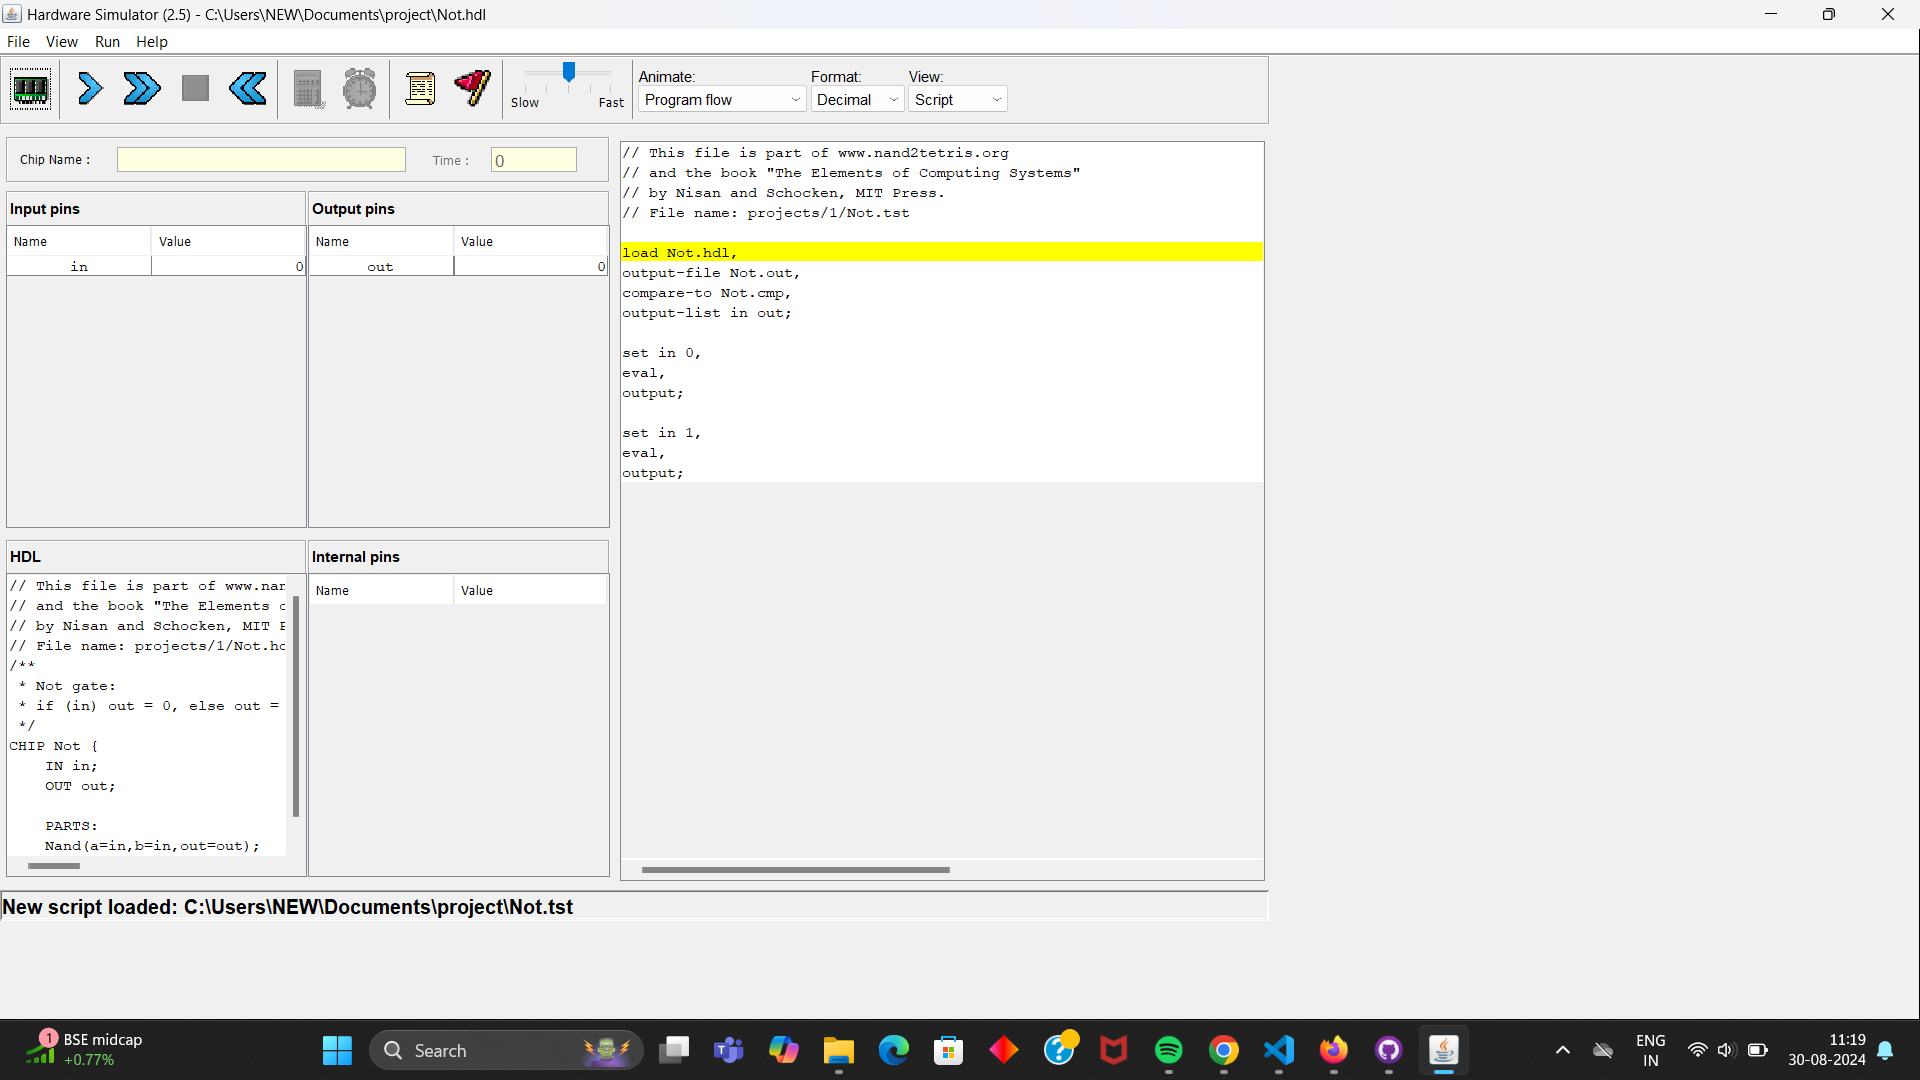 Hardware Simulator (2.5) - C:\Users\NEW\Documents\project\Not.hdl
File View Run Help
Slow Fast
Animate: Format: View:
Program flow Decimal Script
Chip Name :
Time : 0
Input pins
Name Value
in 0
Output pins
Name Value
out 0
HDL
// This file is part of www.nan
// and the book "The Elements o
// by Nisan and Schocken, MIT P
// File name: projects/1/Not.hd
/**
* Not gate:
* if (in) out = 0, else out =
*/
CHIP Not {
IN in;
OUT out;
PARTS:
Nand(a=in,b=in,out=out);
Internal pins
Name Value
// This file is part of www.nand2tetris.org
// and the book "The Elements of Computing Systems"
// by Nisan and Schocken, MIT Press.
// File name: projects/1/Not.tst
load Not.hdl,
output-file Not.out,
compare-to Not.cmp,
output-list in out;
set in 0,
eval,
output;
set in 1,
eval,
output;
New script loaded: C:\Users\NEW\Documents\project\Not.tst
1
BSE midcap
+0.77%
Search
ENG
IN
11:19
30-08-2024